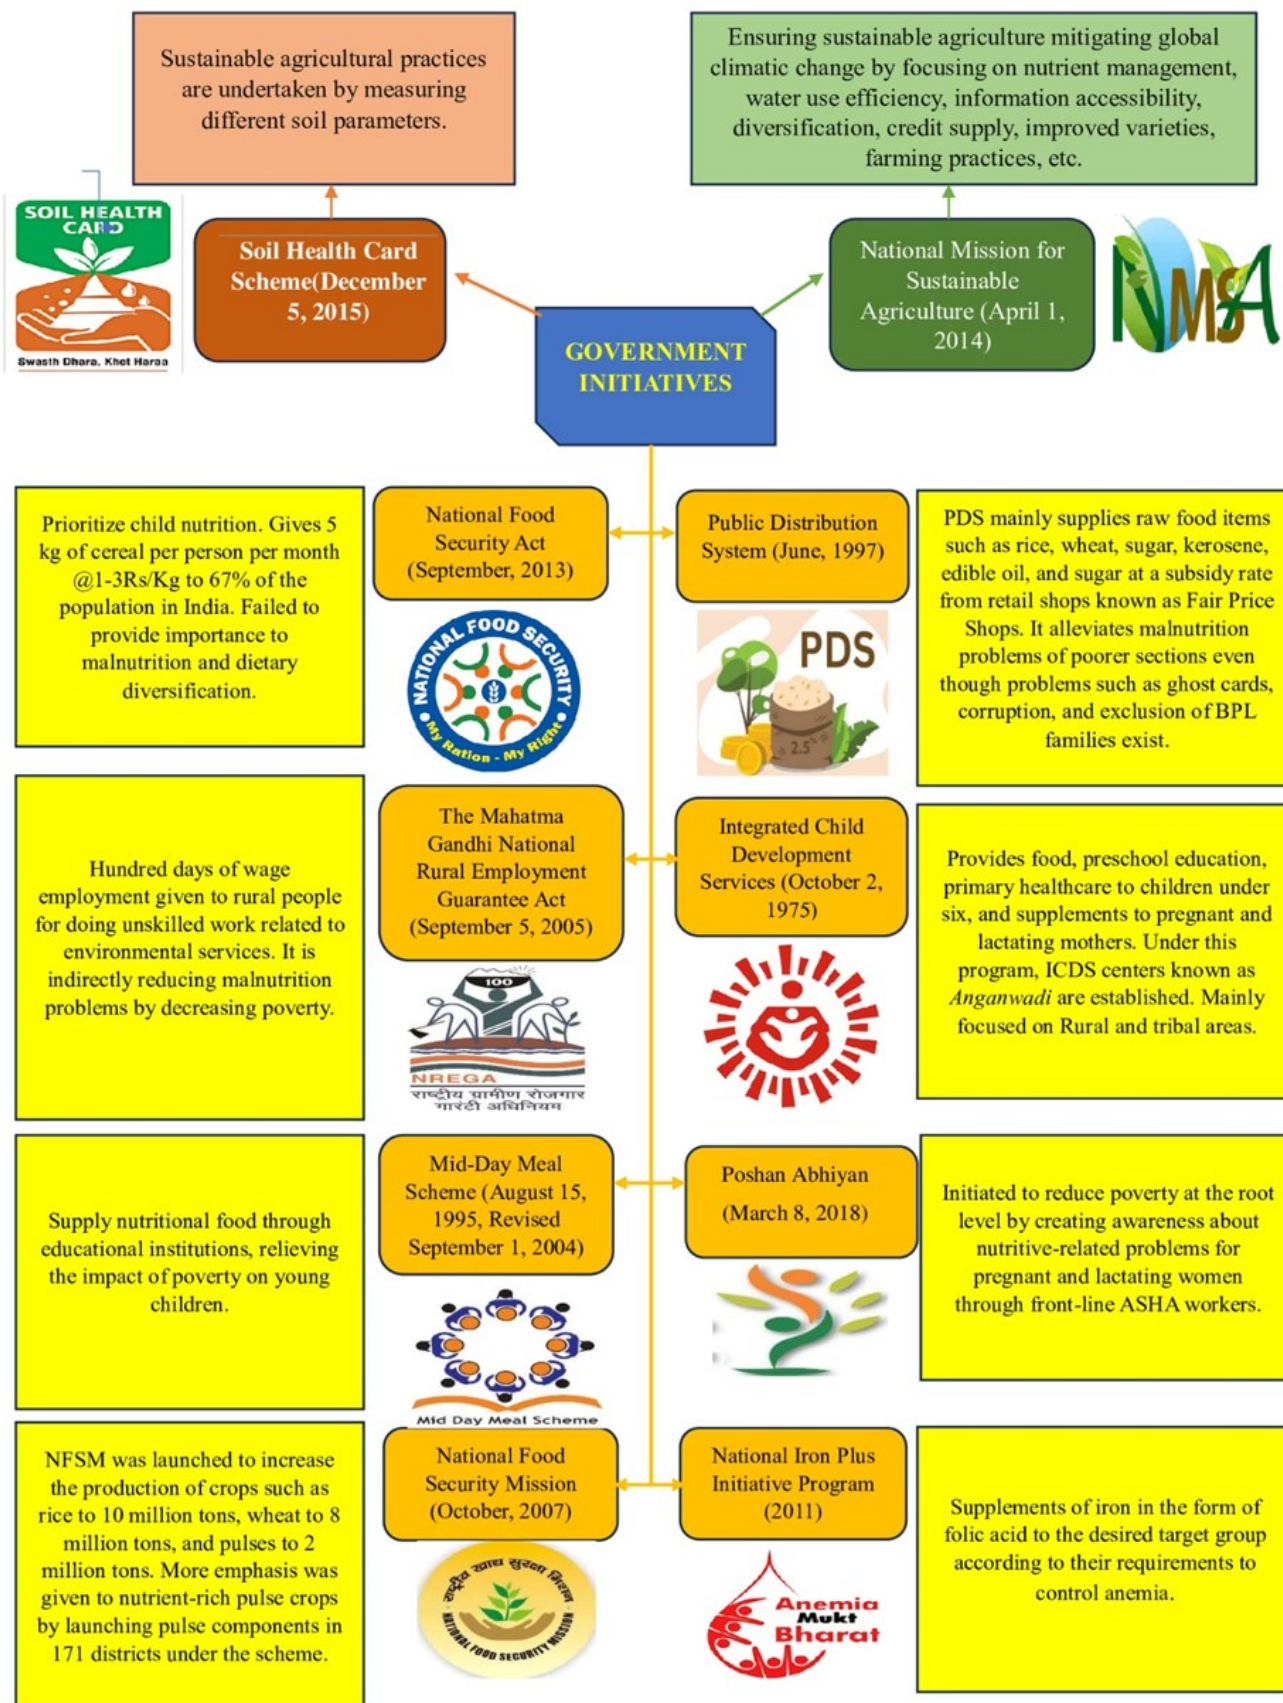 Sustainable agricultural practices
are undertaken by measuring
different soil parameters.
Ensuring sustainable agriculture mitigating global
climatic change by focusing on nutrient management,
water use efficiency, information accessibility,
diversification, credit supply, improved varieties,
farming practices, etc.
SOIL HEALTH
CARD
Swasth Dhara, Khet Haraa
Soil Health Card
Scheme(December
5, 2015)
National Mission for
Sustainable
Agriculture (April 1,
2014)
NMSA
GOVERNMENT
INITIATIVES
Prioritize child nutrition. Gives 5
kg of cereal per person per month
@1-3Rs/Kg to 67% of the
population in India. Failed to
provide importance to
malnutrition and dietary
diversification.
National Food
Security Act
(September, 2013)
NATIONAL FOOD SECURITY
My Ration - My Right
Public Distribution
System (June, 1997)
PDS
2.5
PDS mainly supplies raw food items
such as rice, wheat, sugar, kerosene,
edible oil, and sugar at a subsidy rate
from retail shops known as Fair Price
Shops. It alleviates malnutrition
problems of poorer sections even
though problems such as ghost cards,
corruption, and exclusion of BPL
families exist.
Hundred days of wage
employment given to rural people
for doing unskilled work related to
environmental services. It is
indirectly reducing malnutrition
problems by decreasing poverty.
The Mahatma
Gandhi National
Rural Employment
Guarantee Act
(September 5, 2005)
100
NREGA
राष्ट्रीय ग्रामीण रोजगार
गारंटी अधिनियम
Integrated Child
Development
Services (October 2,
1975)
Provides food, preschool education,
primary healthcare to children under
six, and supplements to pregnant and
lactating mothers. Under this
program, ICDS centers known as
Anganwadi are established. Mainly
focused on Rural and tribal areas.
Supply nutritional food through
educational institutions, relieving
the impact of poverty on young
children.
Mid-Day Meal
Scheme (August 15,
1995, Revised
September 1, 2004)
Mid Day Meal Scheme
Poshan Abhiyan
(March 8, 2018)
Initiated to reduce poverty at the root
level by creating awareness about
nutritive-related problems for
pregnant and lactating women
through front-line ASHA workers.
NFSM was launched to increase
the production of crops such as
rice to 10 million tons, wheat to 8
million tons, and pulses to 2
million tons. More emphasis was
given to nutrient-rich pulse crops
by launching pulse components in
171 districts under the scheme.
National Food
Security Mission
(October, 2007)
राष्ट्रीय खाद्य सुरक्षा मिशन
NATIONAL FOOD SECURITY MISSION
National Iron Plus
Initiative Program
(2011)
Anemia
Mukt
Bharat
Supplements of iron in the form of
folic acid to the desired target group
according to their requirements to
control anemia.